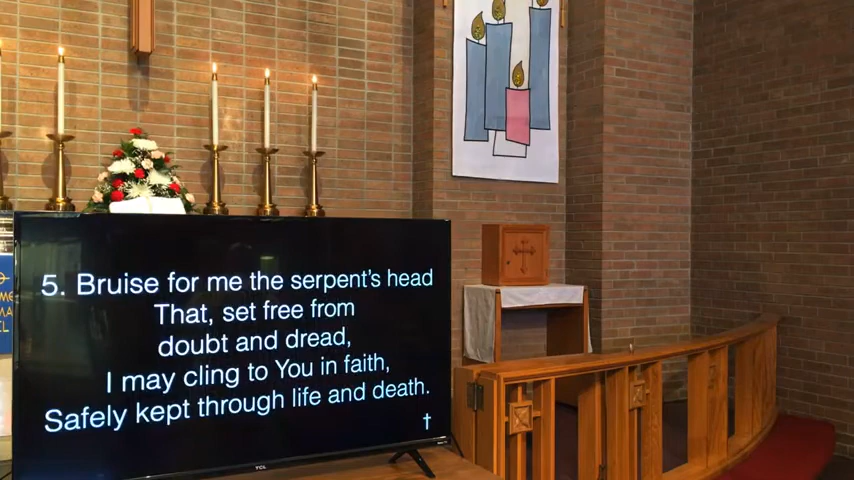 5. Bruise for me the serpent's head
That, set free from
doubt and dread,
I may cling to You in faith,
Safely kept through life and death.
TCL